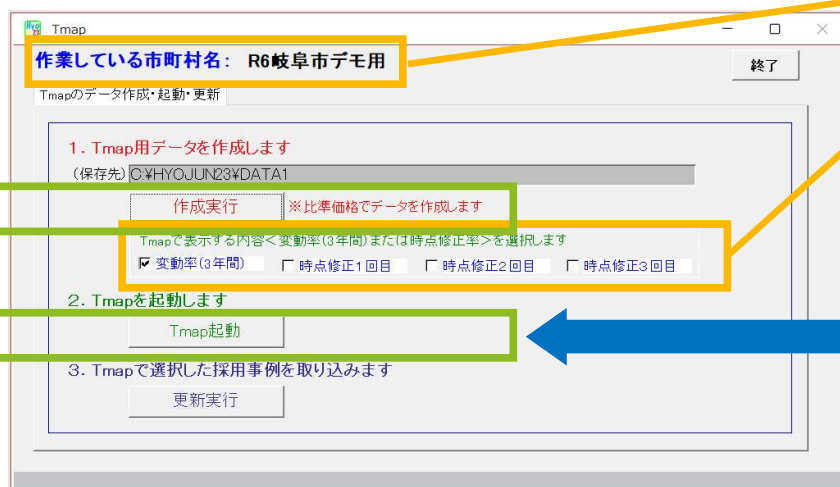 Hyo
23
Tmap
作業している市町村名: R6岐阜市デモ用
終了
Tmapのデータ作成・起動・更新
1. Tmap用データを作成します
(保存先) C:¥HYOJUN23¥DATA1
作成実行 ※比準価格でデータを作成します
Tmapで表示する内容<変動率(3年間)または時点修正率>を選択します
変動率(3年間) 時点修正1回目 時点修正2回目 時点修正3回目
2. Tmapを起動します
Tmap起動
3. Tmapで選択した採用事例を取り込みます
更新実行